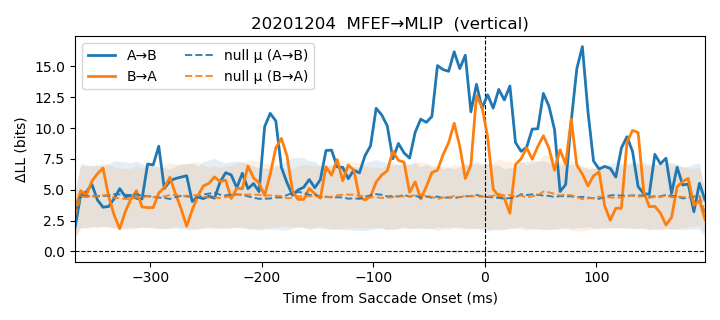 20201204  MFEF→MLIP  (vertical)
A→B
B→A
null μ (A→B)
null μ (B→A)
ΔLL (bits)
15.0
12.5
10.0
7.5
5.0
2.5
0.0
−300
−200
−100
0
100
Time from Saccade Onset (ms)